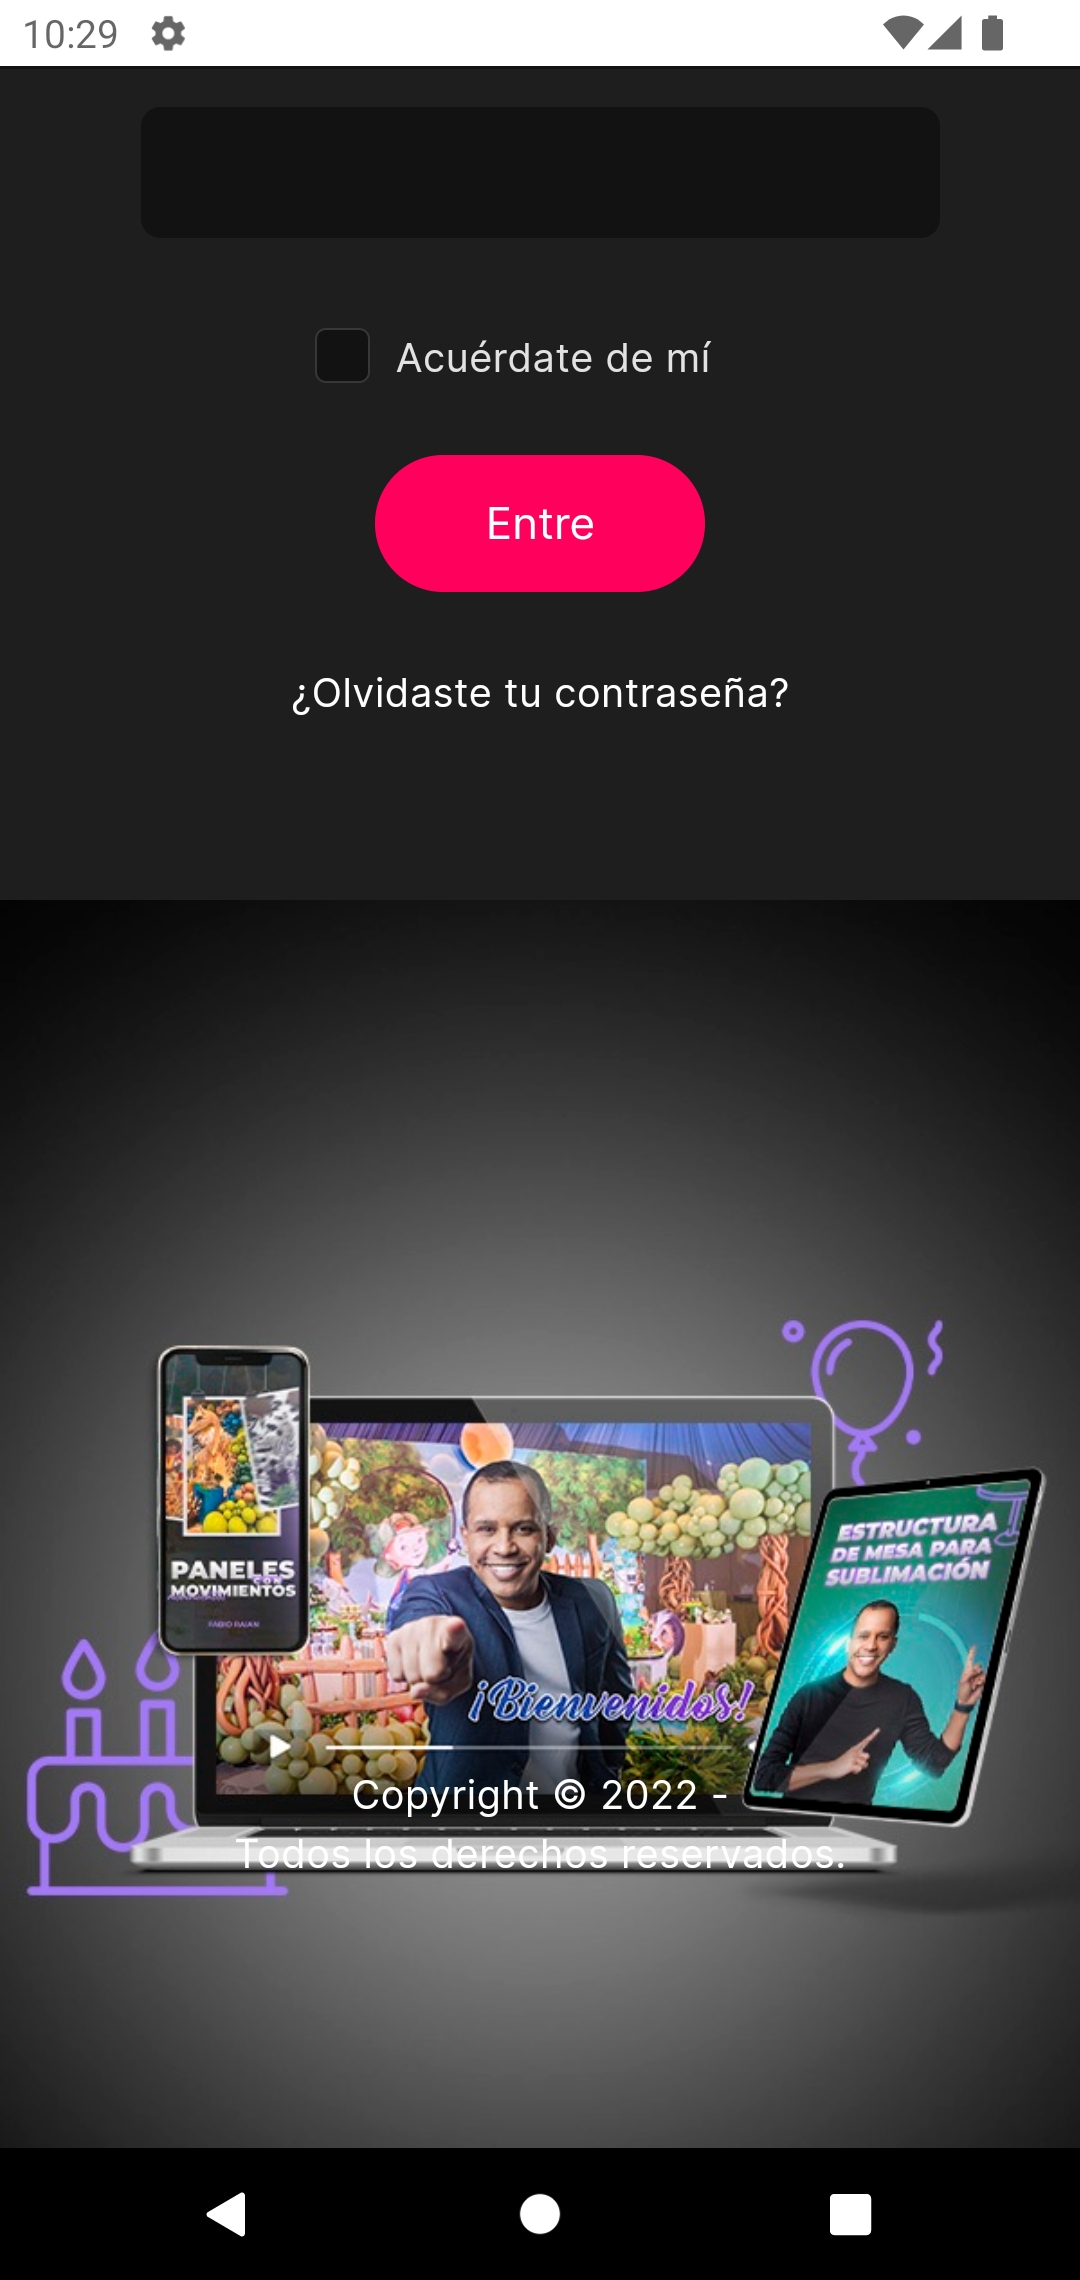 10:29
Acuérdate de mí
Entre
¿Olvidaste tu contraseña?
PANELES
CON
MOVIMIENTOS
FABIO RAIAN
ESTRUCTURA
DE MESA PARA
SUBLIMACIÓN
¡Bienvenidos!
Copyright © 2022 -
Todos los derechos reservados.